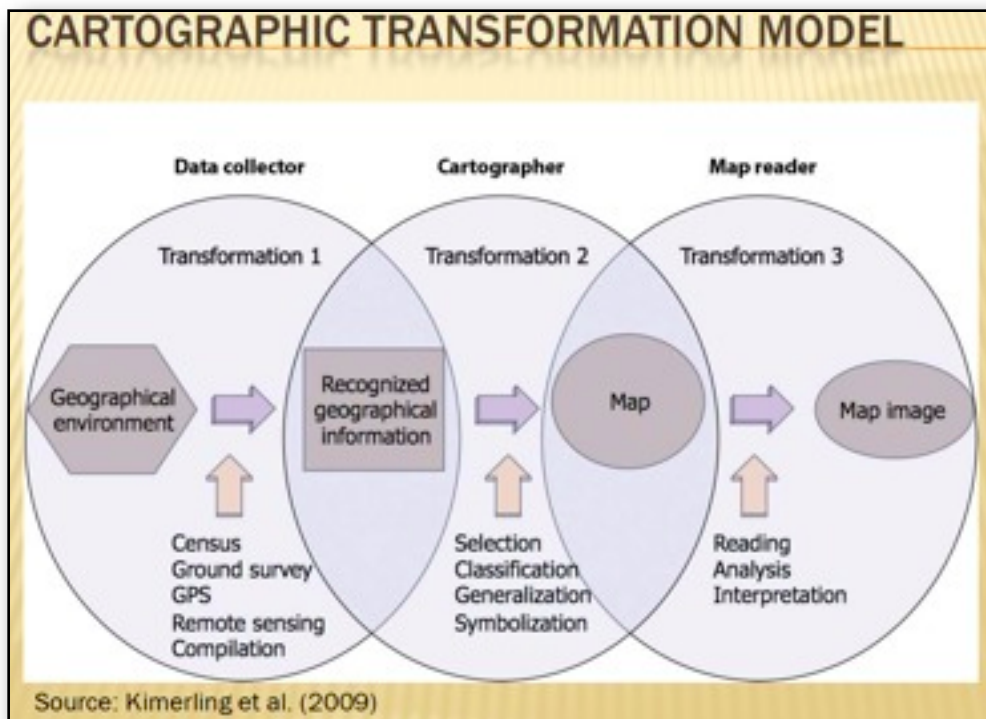 CARTOGRAPHIC TRANSFORMATION MODEL
Data collector
Cartographer
Map reader
Transformation 1
Transformation 2
Transformation 3
Geographical
environment
Recognized
geographical
information
Map
Map image
Census
Ground survey
GPS
Remote sensing
Compilation
Selection
Classification
Generalization
Symbolization
Reading
Analysis
Interpretation
Source: Kimerling et al. (2009)